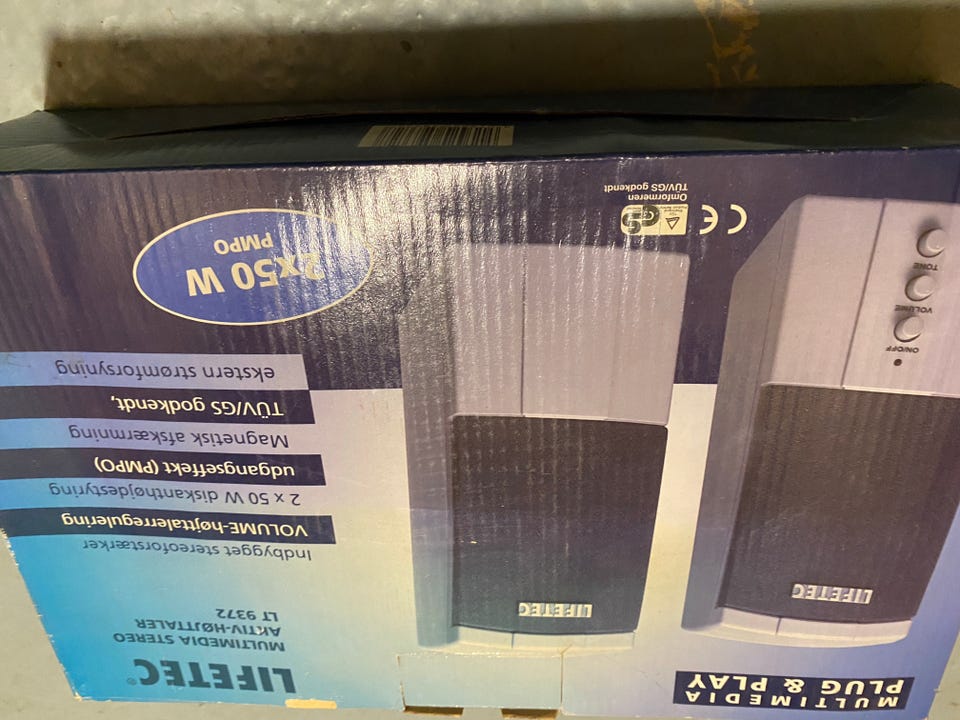 LIFETEC®
MULTIMEDIA STEREO
AKTIV-HØJTTALER
LT 9372
Indbygget stereoforstærker
VOLUME-højttalerregulering
2 x 50 W diskanthøjdestyring
udgangseffekt (PMPO)
Magnetisk afskærmning
TÜV/GS godkendt,
ekstern strømforsyning
2x50 W
PMPO
MULTIMEDIA
PLUG & PLAY
LIFETEC
LIFETEC
ON/OFF
VOLUME
TONE
CE
GS
Omformeren
TÜV/GS godkendt